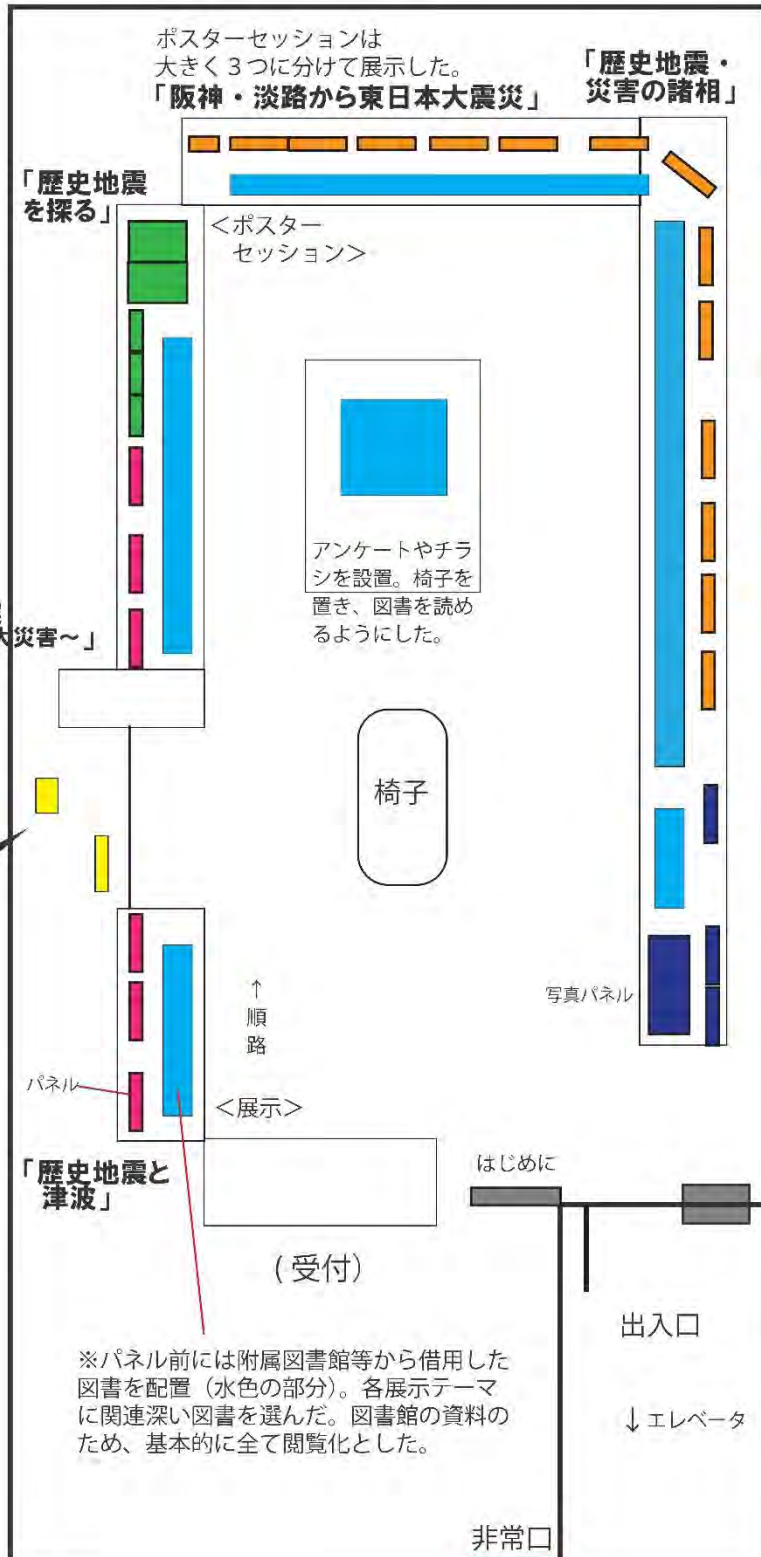 ポスターセッションは
大きく3つに分けて展示した。
「阪神・淡路から東日本大震災」
「歴史地震・
災害の諸相」
「歴史地震
を探る」
＜ポスター
セッション＞
アンケートやチラ
シを設置。椅子を
置き、図書を読め
るようにした。
大災害～」
椅子
↑
順
路
写真パネル
パネル
＜展示＞
「歴史地震と
津波」
はじめに
(受付)
出入口
※パネル前には附属図書館等から借用した
図書を配置（水色の部分）。各展示テーマ
に関連深い図書を選んだ。図書館の資料の
ため、基本的に全て閲覧化とした。
↓エレベータ
非常口